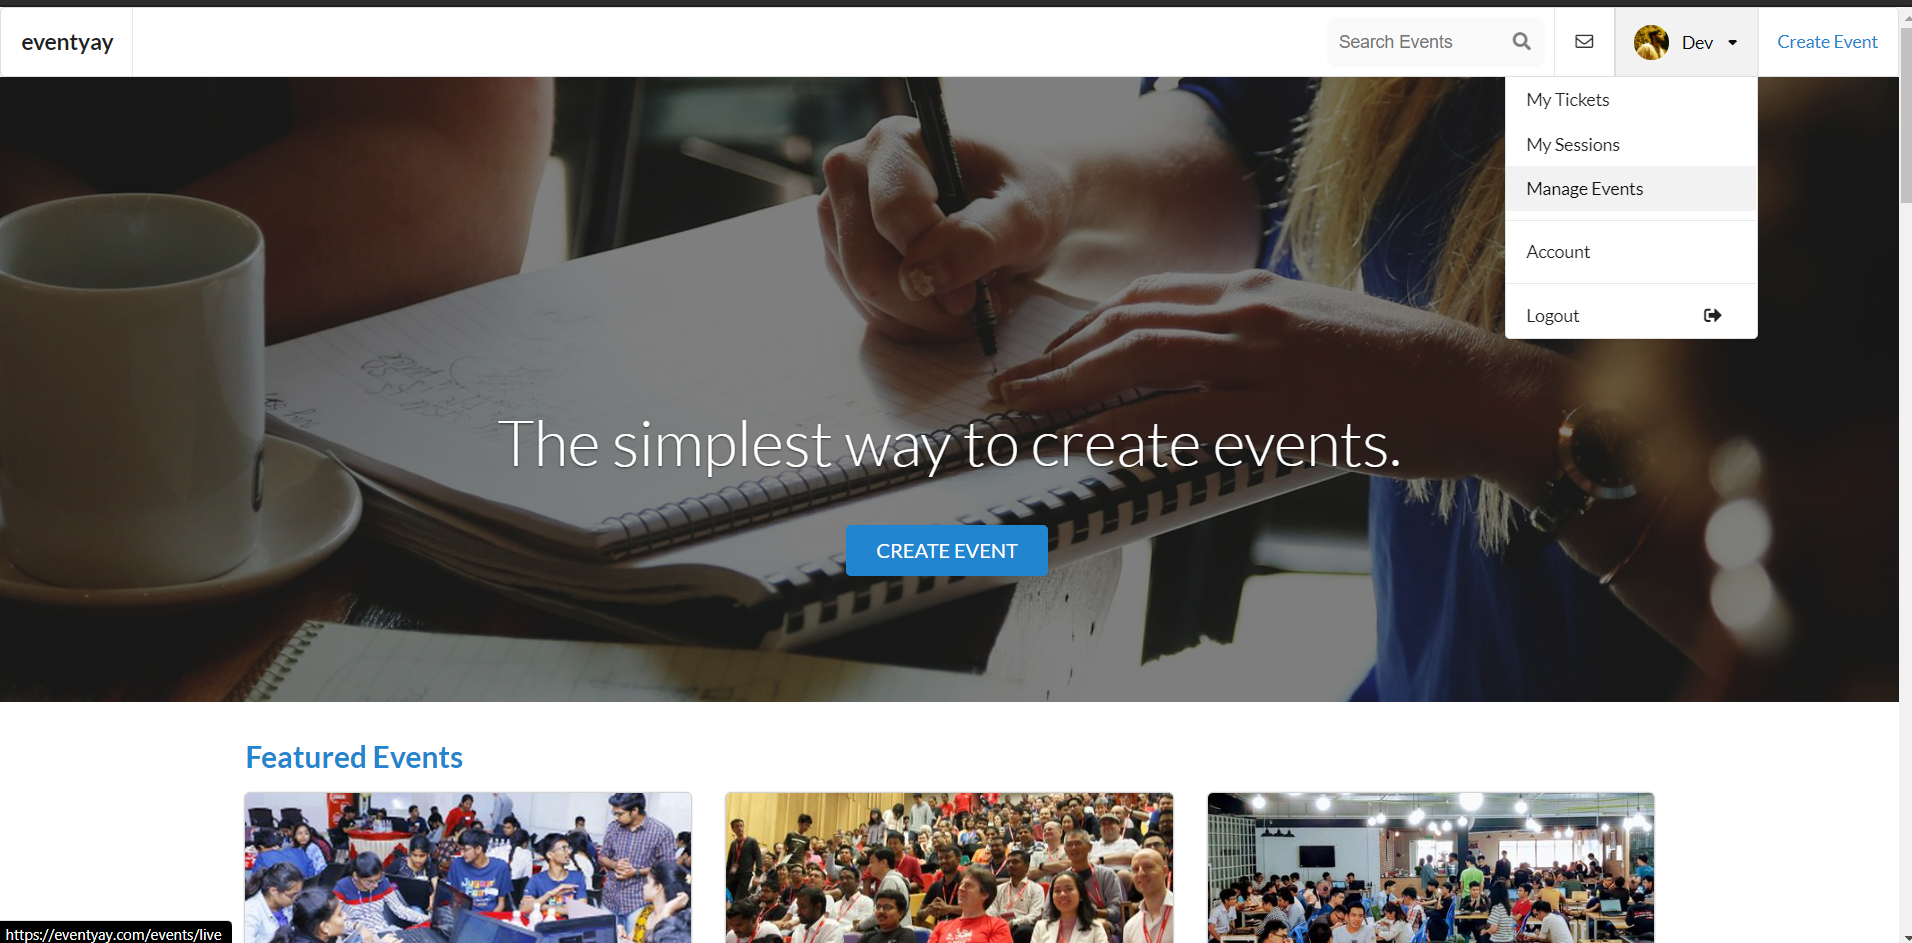 eventyay
Search Events
Dev
Create Event
My Tickets
My Sessions
Manage Events
Account
Logout
The simplest way to create events.
CREATE EVENT
Featured Events
https://eventyay.com/events/live